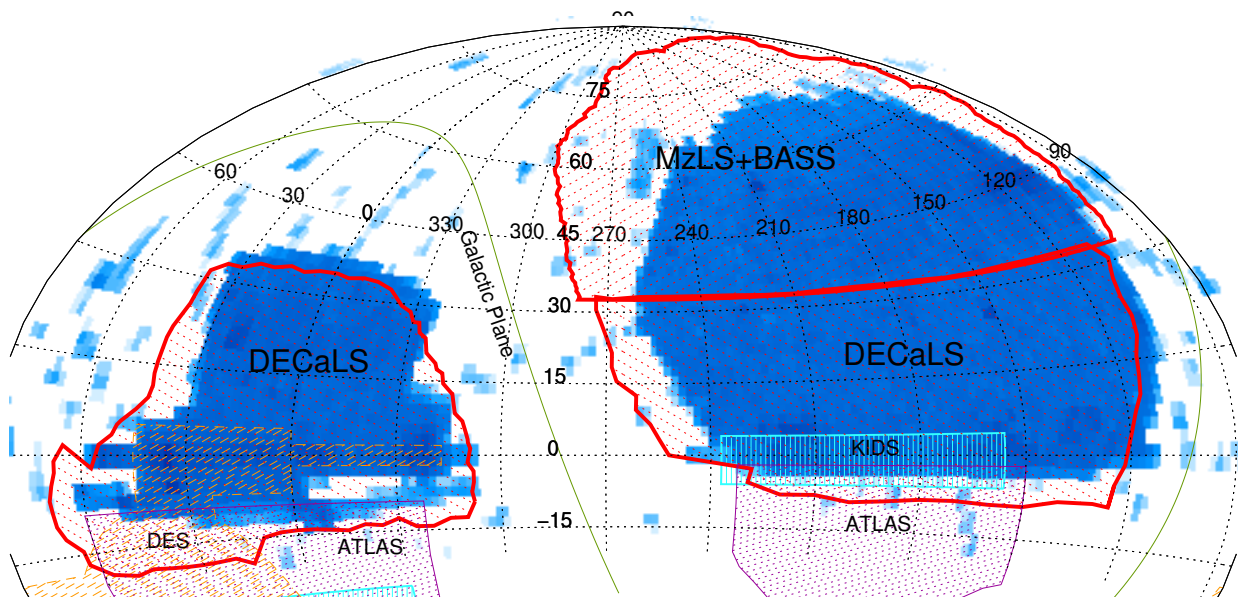 90
75
60
MzLS+BASS
90
60
30
0
330
300
45
270
240
210
180
150
120
Galactic Plane
30
DECaLS
DECaLS
15
0
KIDS
−15
ATLAS
DES
ATLAS